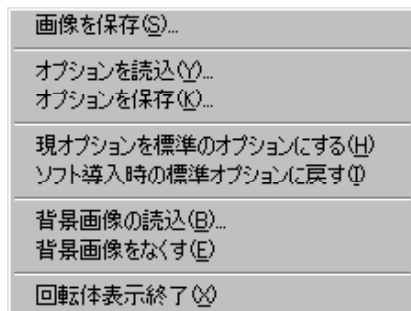 画像を保存(S)...
オプションを読込(Y)...
オプションを保存(K)...
現オプションを標準のオプションにする(H)
ソフト導入時の標準オプションに戻す(I)
背景画像の読込(B)...
背景画像をなくす(E)
回転体表示終了(X)